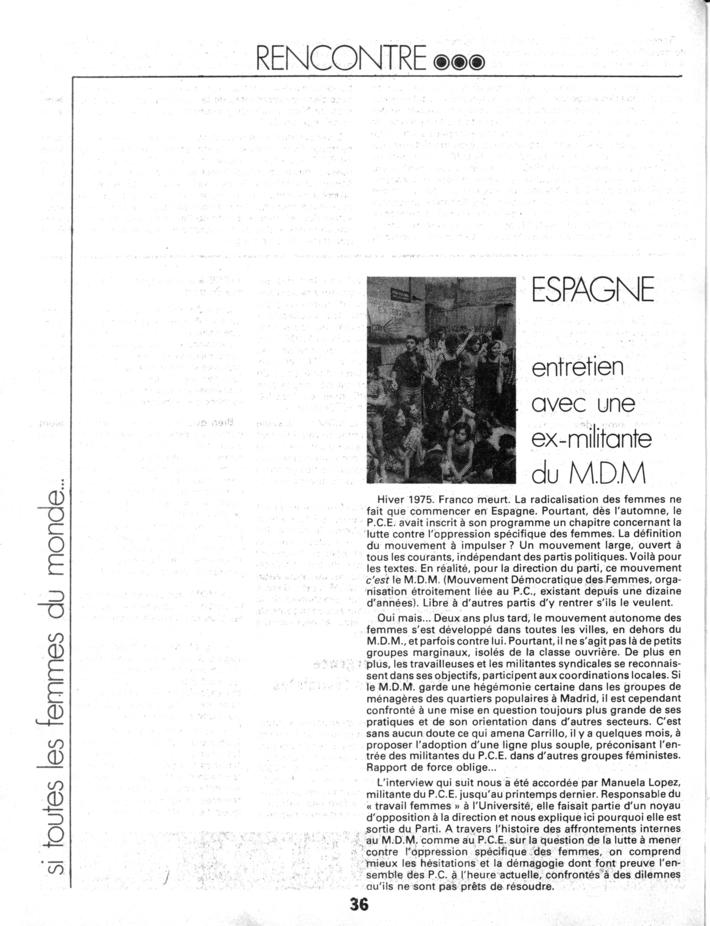 RENCONTRE
si toutes les femmes du monde...
ESPAGNE
entretien
avec une
ex-militante
du M.D.M
Hiver 1975. Franco meurt. La radicalisation des femmes ne
fait que commencer en Espagne. Pourtant, dès l'automne, le
P.C.E. avait inscrit à son programme un chapitre concernant la
lutte contre l'oppression spécifique des femmes. La définition
du mouvement à impulser ? Un mouvement large, ouvert à
tous les courants, indépendant des partis politiques. Voilà pour
les textes. En réalité, pour la direction du parti, ce mouvement
c'est le M.D.M. (Mouvement Démocratique des Femmes, orga-
nisation étroitement liée au P.C., existant depuis une dizaine
d'années). Libre à d'autres partis d'y rentrer s'ils le veulent.
Oui mais... Deux ans plus tard, le mouvement autonome des
femmes s'est développé dans toutes les villes, en dehors du
M.D.M., et parfois contre lui. Pourtant, il ne s'agit pas là de petits
groupes marginaux, isolés de la classe ouvrière. De plus en
plus, les travailleuses et les militantes syndicales se reconnais-
sent dans ses objectifs, participent aux coordinations locales. Si
le M.D.M. garde une hégémonie certaine dans les groupes de
ménagères des quartiers populaires à Madrid, il est cependant
confronté à une mise en question toujours plus grande de ses
pratiques et de son orientation dans d'autres secteurs. C'est
sans aucun doute ce qui amena Carrillo, il y a quelques mois, à
proposer l'adoption d'une ligne plus souple, préconisant l'en-
trée des militantes du P.C.E. dans d'autres groupes féministes.
Rapport de force oblige...
L'interview qui suit nous a été accordée par Manuela Lopez,
militante du P.C.E. jusqu'au printemps dernier. Responsable du
« travail femmes » à l'Université, elle faisait partie d'un noyau
d'opposition à la direction et nous explique ici pourquoi elle est
sortie du Parti. A travers l'histoire des affrontements internes
au M.D.M. comme au P.C.E. sur la question de la lutte à mener
contre l'oppression spécifique des femmes, on comprend
mieux les hésitations et la démagogie dont font preuve l'en-
semble des P.C. à l'heure actuelle, confrontés à des dilemnes
qu'ils ne sont pas prêts de résoudre.
36